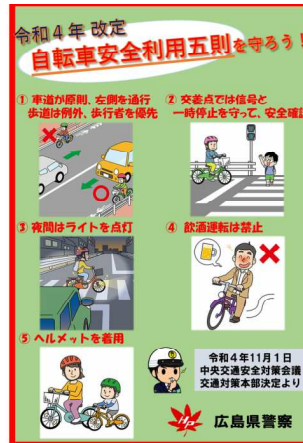 令和4年 改定
自転車安全利用五則を守ろう！
① 車道が原則、左側を通行
歩道は例外、歩行者を優先
② 交差点では信号と
一時停止を守って、安全確認
③ 夜間はライトを点灯
④ 飲酒運転は禁止
⑤ ヘルメットを着用
令和4年11月1日
中央交通安全対策会議
交通対策本部決定より
HP
広島県警察